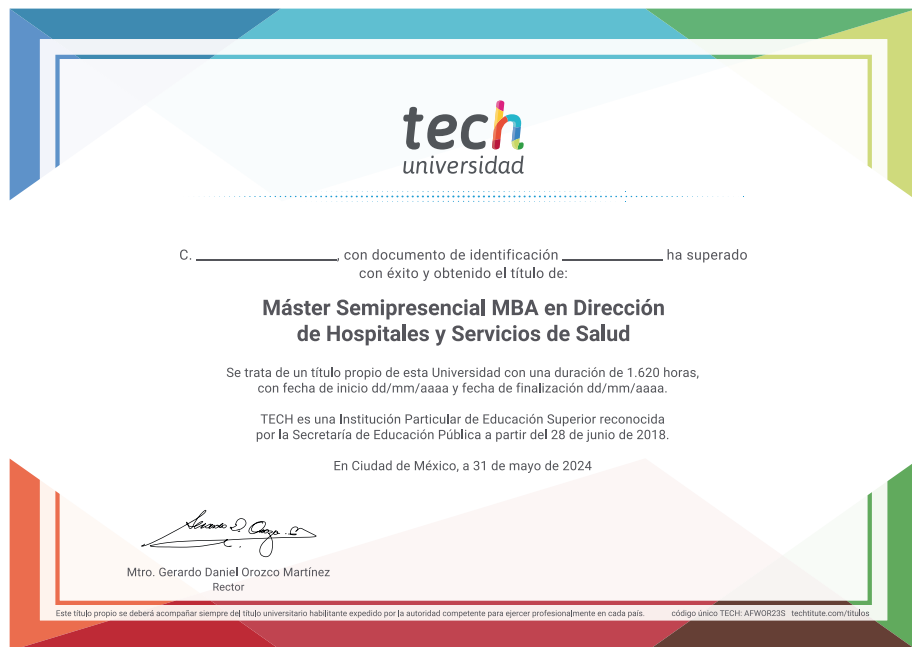 tech
universidad
C. ____________, con documento de identificación ____________ ha superado
con éxito y obtenido el título de:
Máster Semipresencial MBA en Dirección
de Hospitales y Servicios de Salud
Se trata de un título propio de esta Universidad con una duración de 1.620 horas,
con fecha de inicio dd/mm/aaaa y fecha de finalización dd/mm/aaaa.
TECH es una Institución Particular de Educación Superior reconocida
por la Secretaría de Educación Pública a partir del 28 de junio de 2018.
En Ciudad de México, a 31 de mayo de 2024
Mtro. Gerardo Daniel Orozco Martínez
Rector
Este título propio se deberá acompañar siempre del título universitario habilitante expedido por la autoridad competente para ejercer profesionalmente en cada país. código único TECH: AFWOR23S techtitute.com/titulos